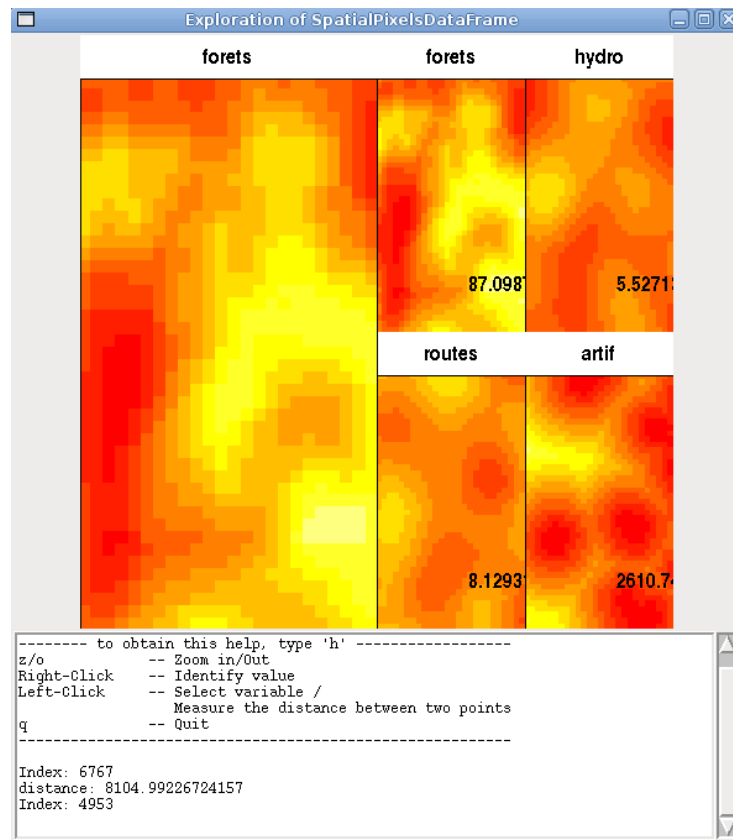 Exploration of SpatialPixelsDataFrame
forets
forets
hydro
87.098
5.5271
routes
artif
8.1293
2610.74
-------- to obtain this help, type 'h' ------------------
z/o -- Zoom in/Out
Right-Click -- Identify value
Left-Click -- Select variable /
Measure the distance between two points
q -- Quit
---------------------------------------------------------
Index: 6767
distance: 8104.99226724157
Index: 4953